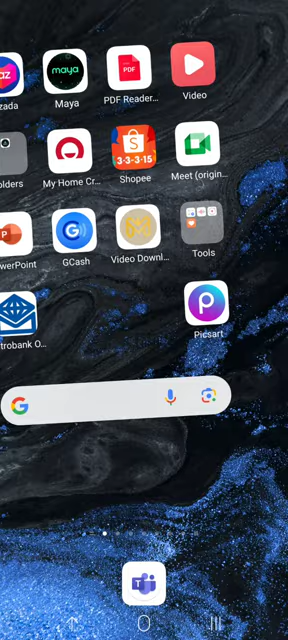 zada
maya
Maya
PDF
PDF Reader...
Video
olders
My Home Cr...
3-3-3-15
Shopee
Meet (origin...
P
werPoint
G
GCash
Video Downl...
Tools
trobank O...
Picsart
T